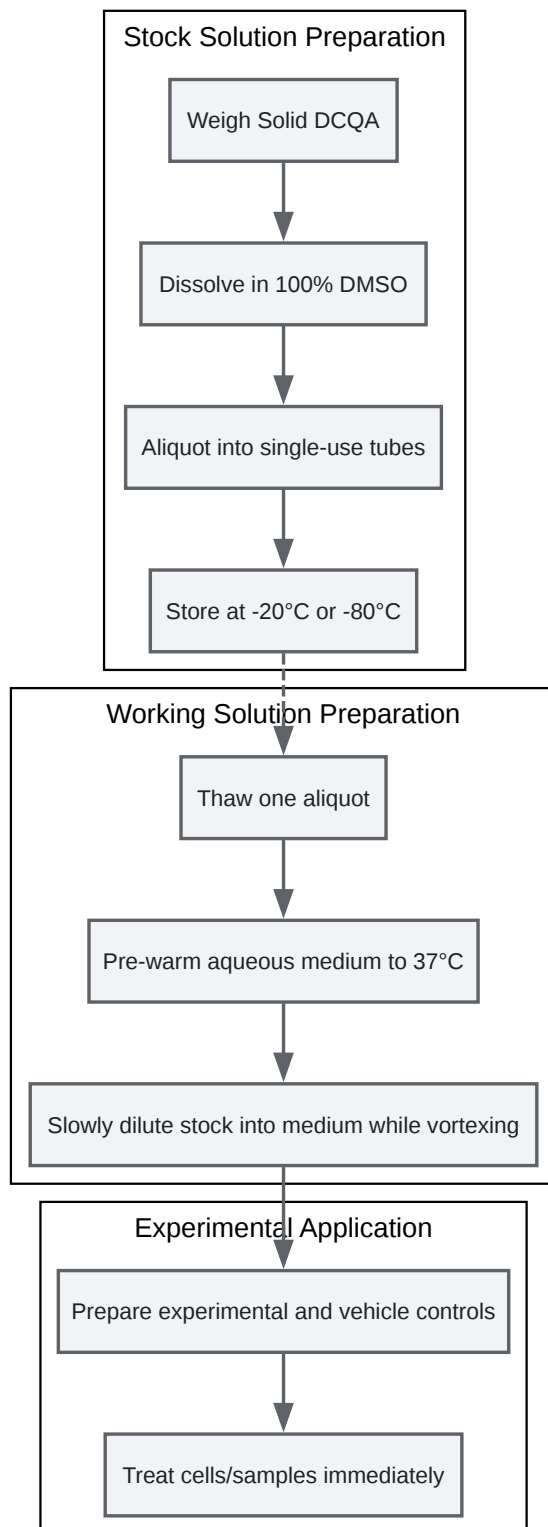 Stock Solution Preparation
Weigh Solid DCQA
Dissolve in 100% DMSO
Aliquot into single-use tubes
Store at -20°C or -80°C
Working Solution Preparation
Thaw one aliquot
Pre-warm aqueous medium to 37°C
Slowly dilute stock into medium while vortexing
Experimental Application
Prepare experimental and vehicle controls
Treat cells/samples immediately